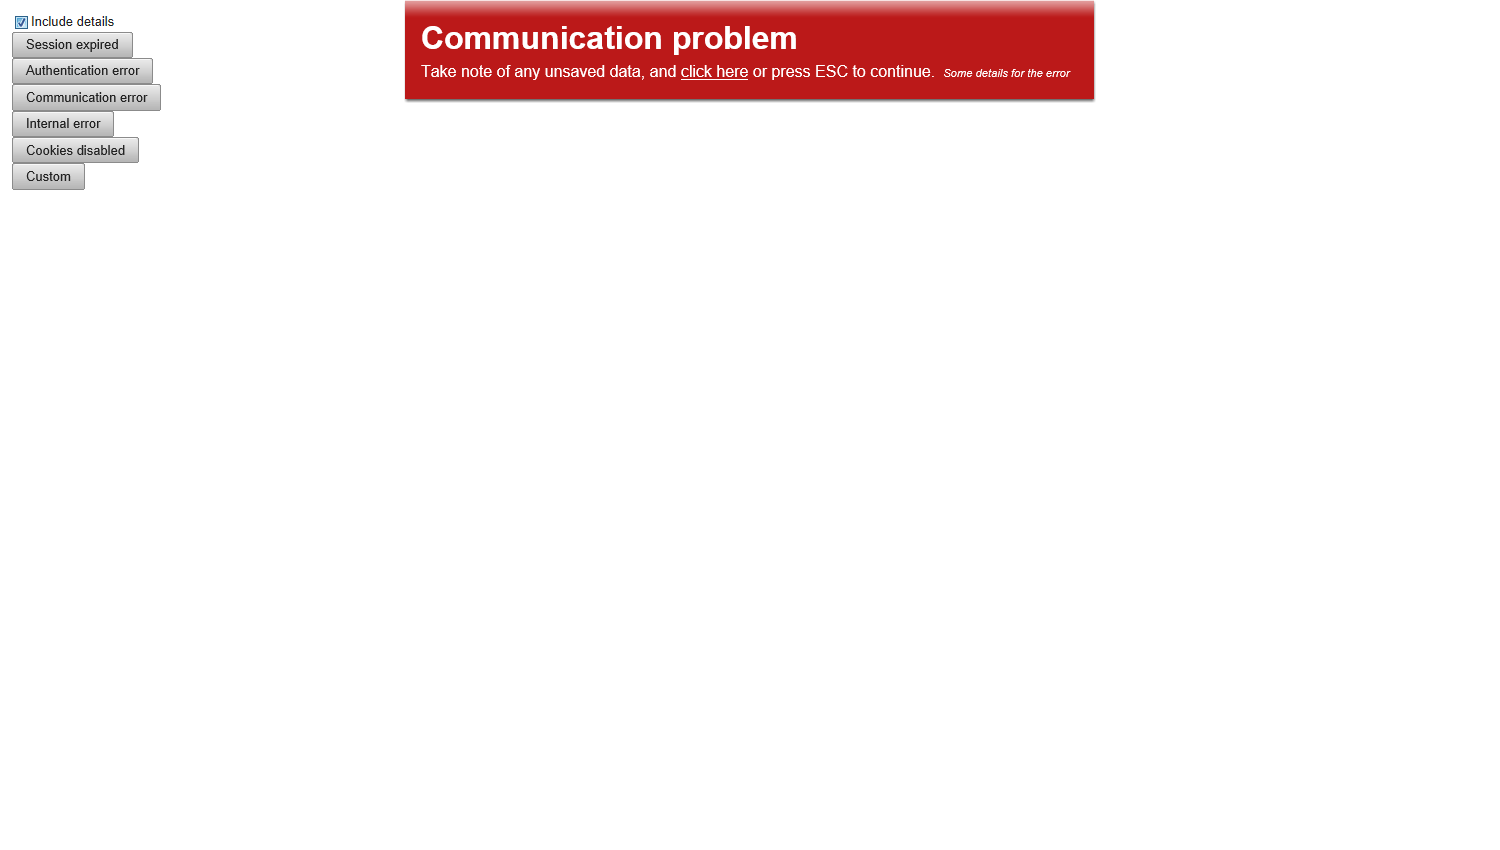 Include details
Session expired
Authentication error
Communication error
Internal error
Cookies disabled
Custom
Communication problem
Take note of any unsaved data, and click here or press ESC to continue. Some details for the error